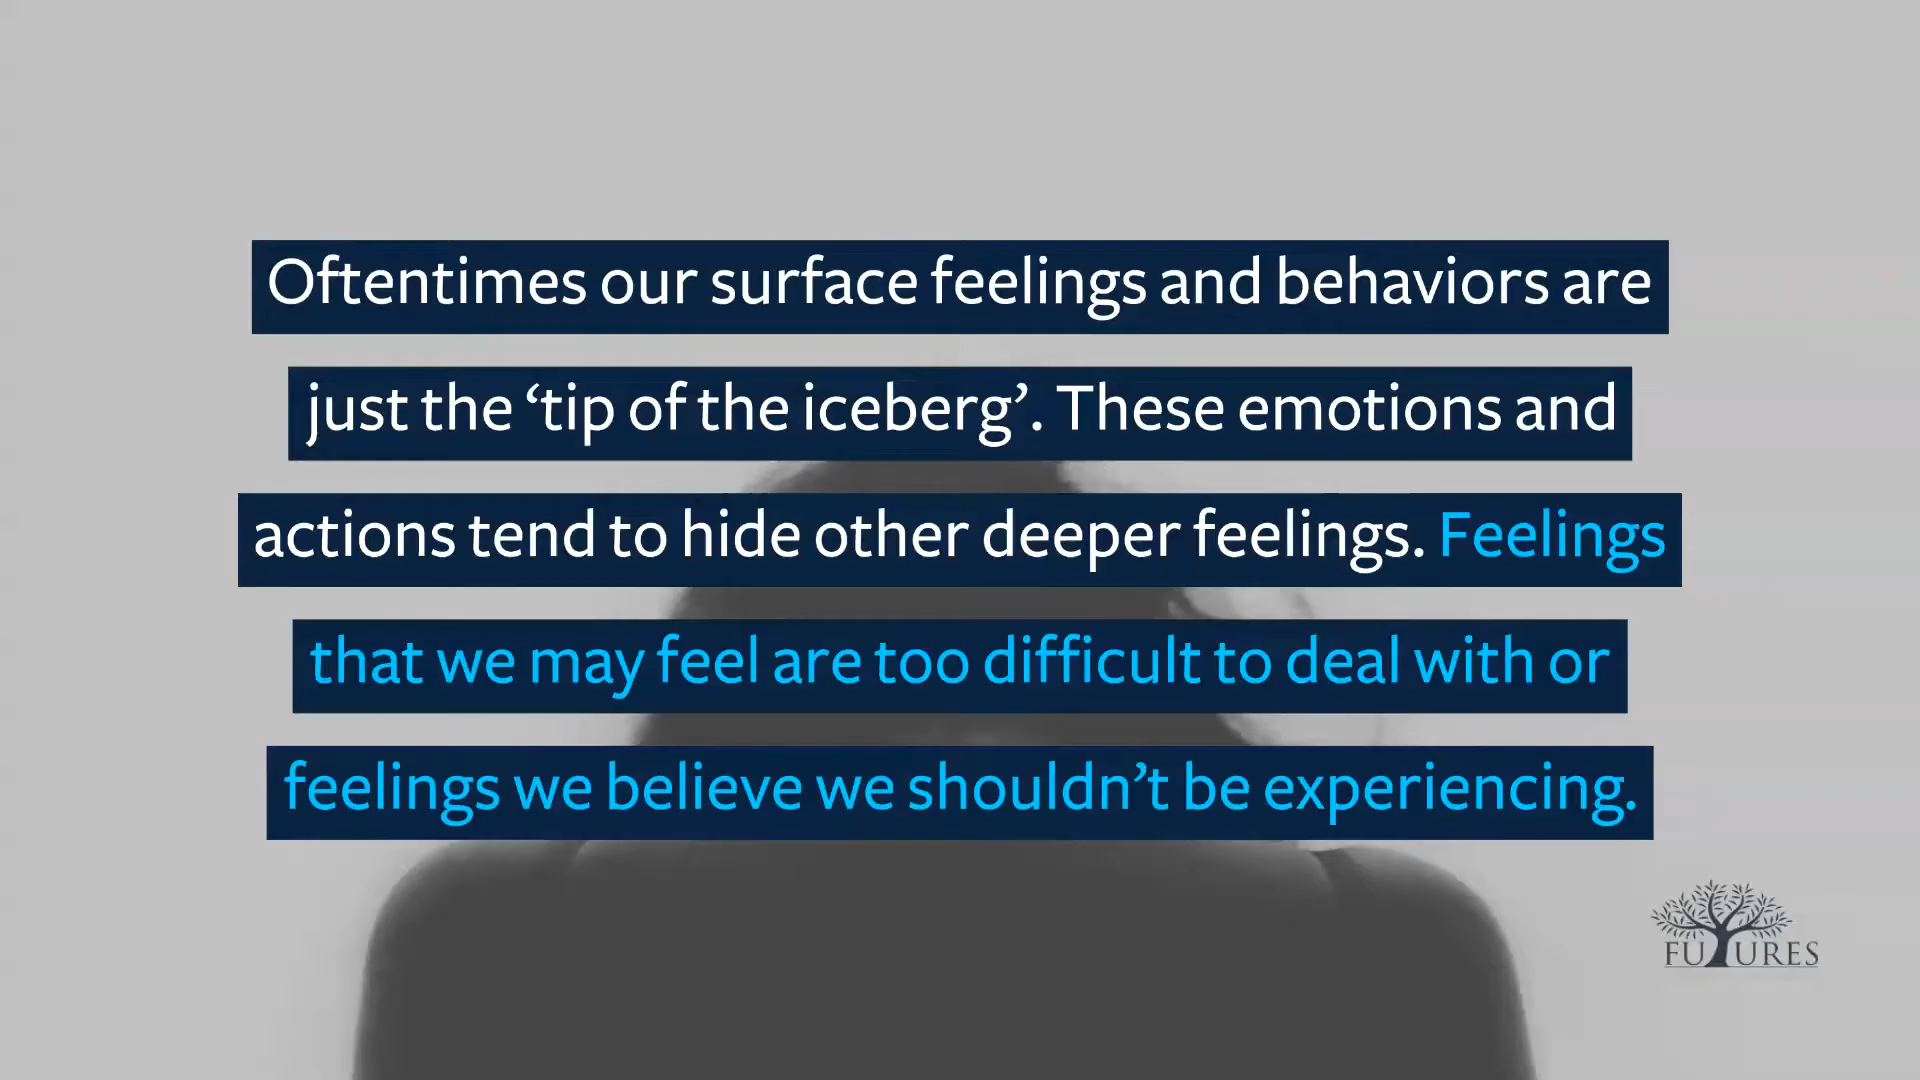 Oftentimes our surface feelings and behaviors are
just the ‘tip of the iceberg’. These emotions and
actions tend to hide other deeper feelings. Feelings
that we may feel are too difficult to deal with or
feelings we believe we shouldn’t be experiencing.
FUTURES